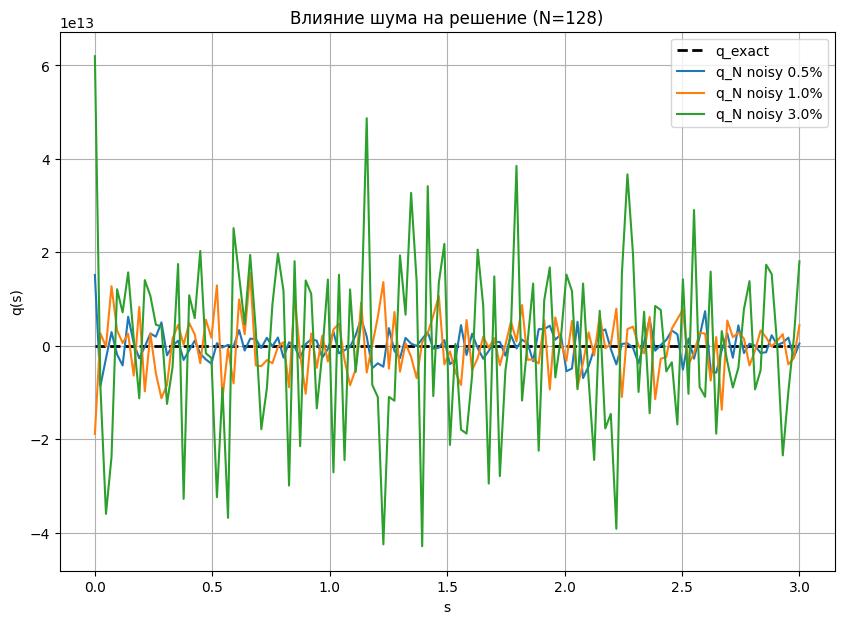 Влияние шума на решение (N=128)
1e13
q_exact
q_N noisy 0.5%
q_N noisy 1.0%
q_N noisy 3.0%
6
4
2
0
−2
−4
q(s)
0.0 0.5 1.0 1.5 2.0 2.5 3.0
s